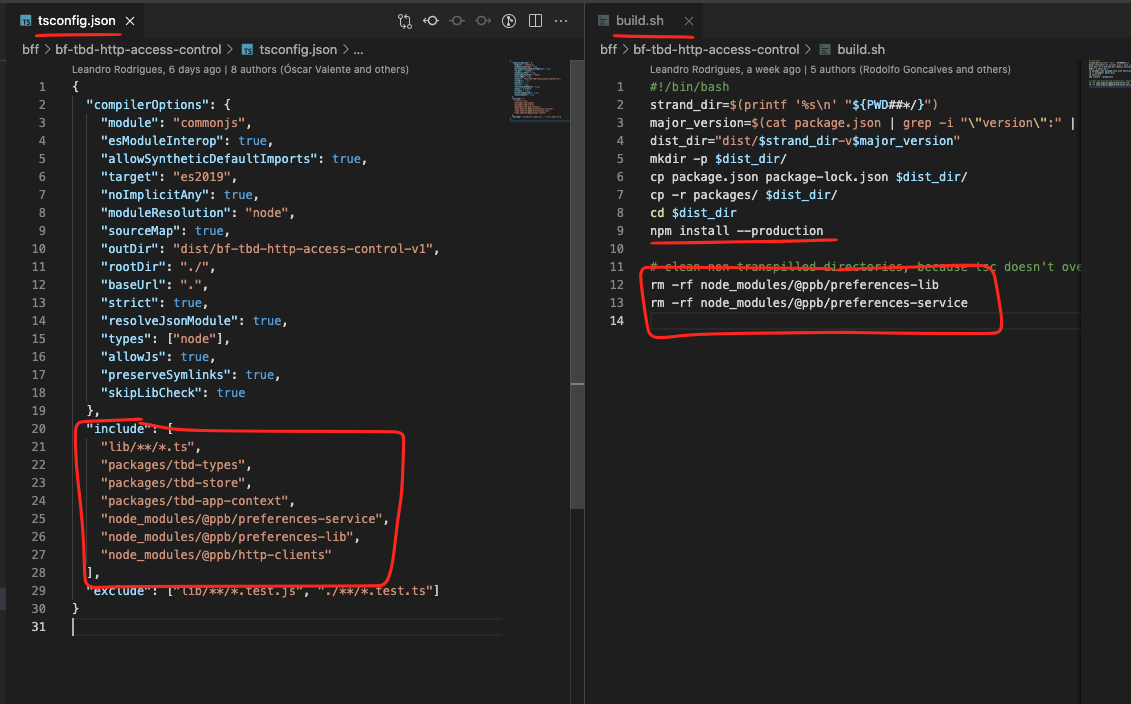 tsconfig.json
bff > bf-tbd-http-access-control > tsconfig.json > ...
Leandro Rodrigues, 6 days ago | 8 authors (Óscar Valente and others)
1 {
2 "compilerOptions": {
3 "module": "commonjs",
4 "esModuleInterop": true,
5 "allowSyntheticDefaultImports": true,
6 "target": "es2019",
7 "noImplicitAny": true,
8 "moduleResolution": "node",
9 "sourceMap": true,
10 "outDir": "dist/bf-tbd-http-access-control-v1",
11 "rootDir": "./",
12 "baseUrl": ".",
13 "strict": true,
14 "resolveJsonModule": true,
15 "types": ["node"],
16 "allowJs": true,
17 "preserveSymlinks": true,
18 "skipLibCheck": true
19 },
20 "include": [
21 "lib/**/*.ts",
22 "packages/tbd-types",
23 "packages/tbd-store",
24 "packages/tbd-app-context",
25 "node_modules/@ppb/preferences-service",
26 "node_modules/@ppb/preferences-lib",
27 "node_modules/@ppb/http-clients"
28 ],
29 "exclude": ["lib/**/*.test.js", "./**/*.test.ts"]
30 }
31
build.sh
bff > bf-tbd-http-access-control > build.sh
Leandro Rodrigues, a week ago | 5 authors (Rodolfo Goncalves and others)
1 #!/bin/bash
2 strand_dir=$(printf '%s\n' "${PWD##*/}")
3 major_version=$(cat package.json | grep -i "\"version\":" |
4 dist_dir="dist/$strand_dir-v$major_version"
5 mkdir -p $dist_dir/
6 cp package.json package-lock.json $dist_dir/
7 cp -r packages/ $dist_dir/
8 cd $dist_dir
9 npm install --production
10
11 # clean non transpilled directories, because tsc doesn't ove
12 rm -rf node_modules/@ppb/preferences-lib
13 rm -rf node_modules/@ppb/preferences-service
14